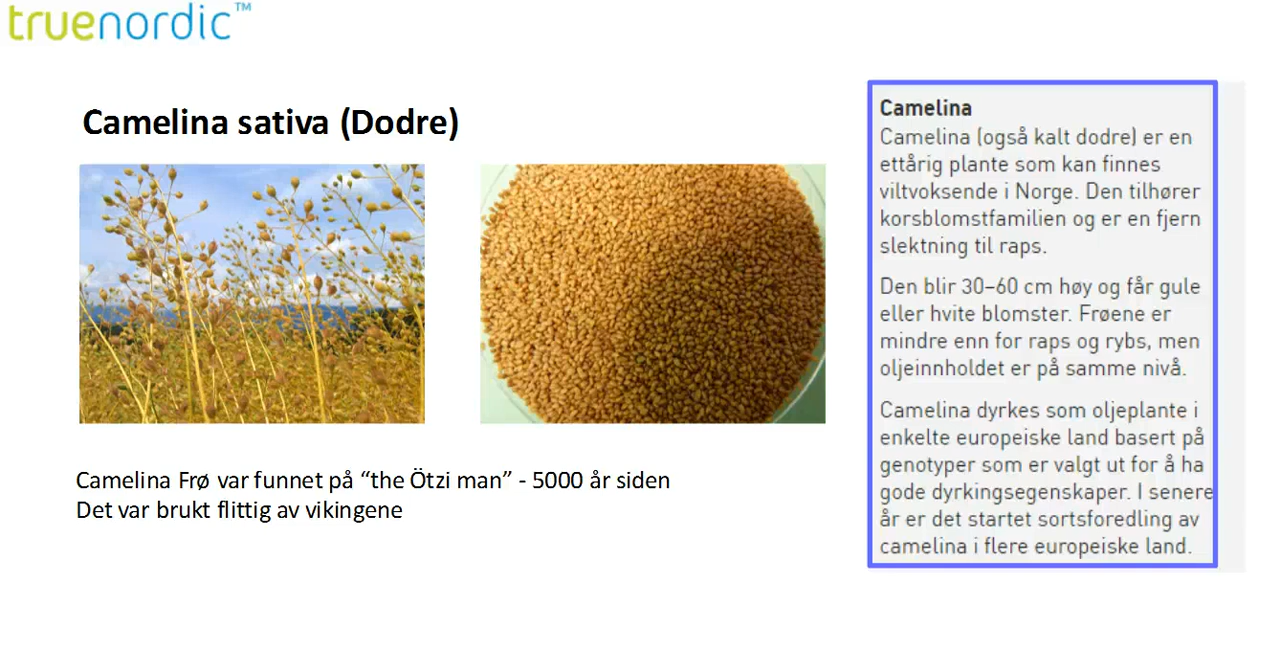 truenordic™
Camelina sativa (Dodre)
Camelina Frø var funnet på “the Ötzi man” - 5000 år siden
Det var brukt flittig av vikingene
Camelina
Camelina (også kalt dodre) er en
ettårig plante som kan finnes
viltvoksende i Norge. Den tilhører
korsblomstfamilien og er en fjern
slektning til raps.
Den blir 30–60 cm høy og får gule
eller hvite blomster. Frøene er
mindre enn for raps og rybs, men
oljeinnholdet er på samme nivå.
Camelina dyrkes som oljeplante i
enkelte europeiske land basert på
genotyper som er valgt ut for å ha
gode dyrkingsegenskaper. I senere
år er det startet sortsforedling av
camelina i flere europeiske land.